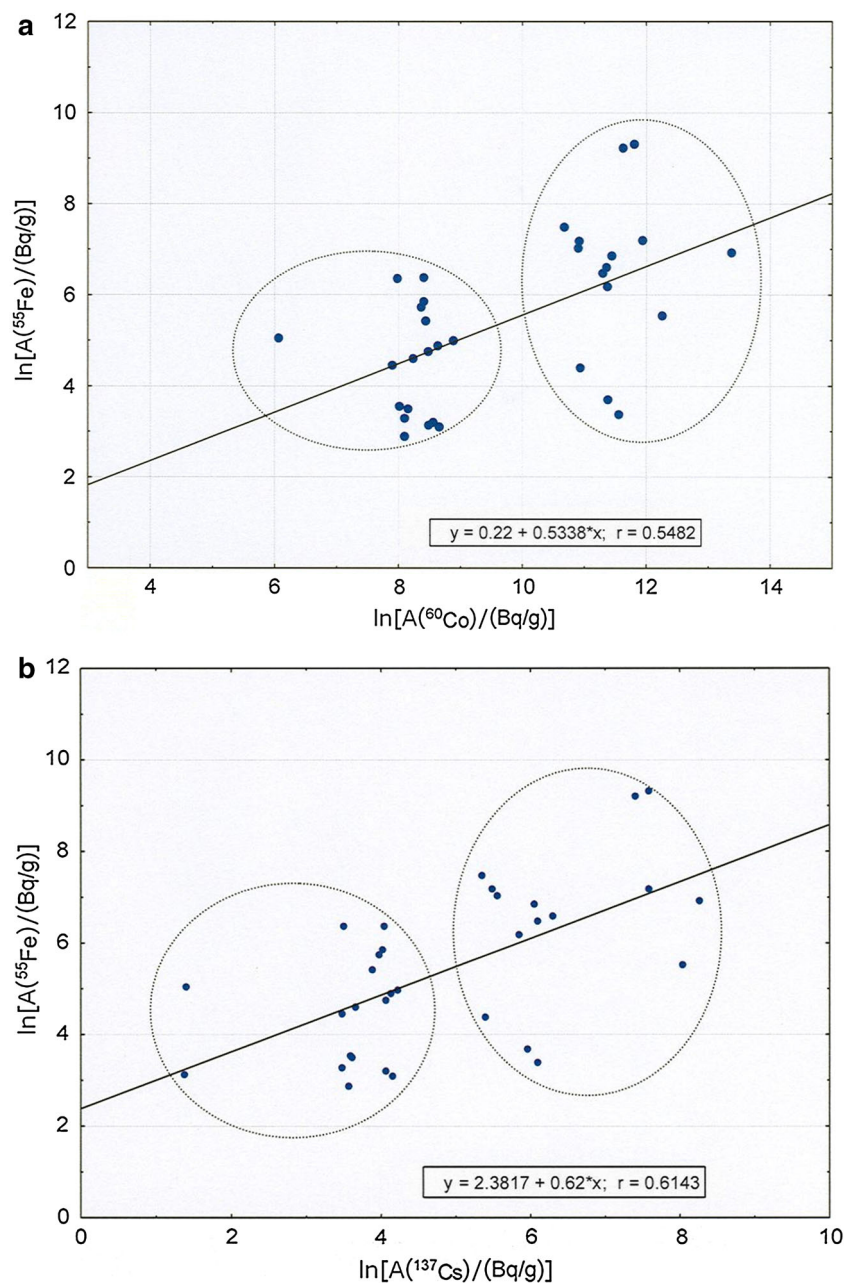 a
12
10
8
6
4
2
0
ln[A(⁵⁵Fe)/(Bq/g)]
y = 0.22 + 0.5338*x; r = 0.5482
4 6 8 10 12 14
ln[A(⁶⁰Co)/(Bq/g)]
b
12
10
8
6
4
2
0
ln[A(⁵⁵Fe)/(Bq/g)]
y = 2.3817 + 0.62*x; r = 0.6143
0 2 4 6 8 10
ln[A(¹³⁷Cs)/(Bq/g)]